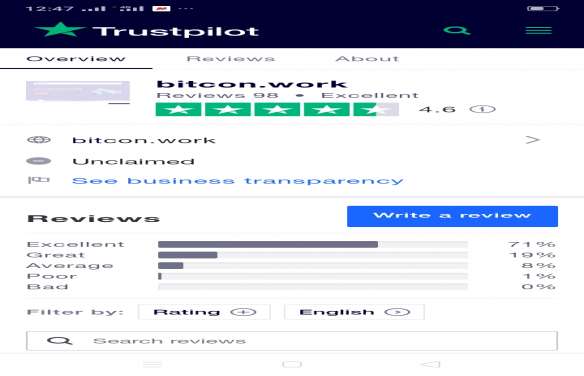 12:47
Trustpilot
Overview Reviews About
bitcon.work
Reviews 98 • Excellent
4.6
bitcon.work
Unclaimed
See business transparency
Reviews
Write a review
Excellent 71%
Great 19%
Average 8%
Poor 1%
Bad 0%
Filter by: Rating English
Search reviews